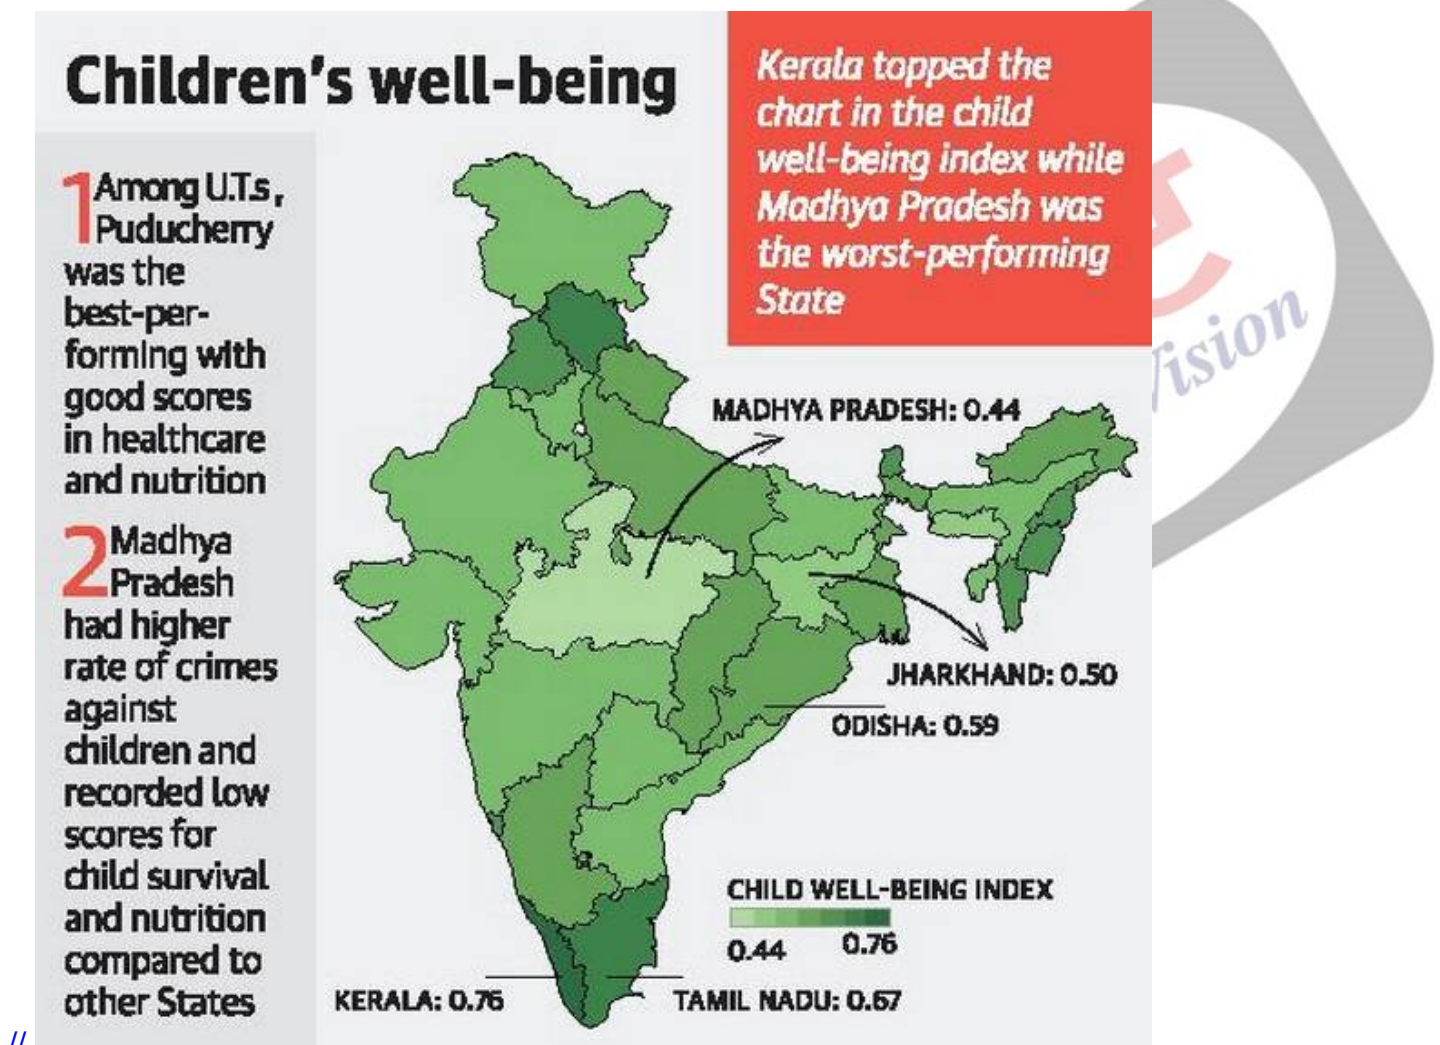 Children's well-being
Kerala topped the
chart in the child
well-being index while
Madhya Pradesh was
the worst-performing
State
1 Among U.T.s,
Puducherry
was the
best-per-
forming with
good scores
in healthcare
and nutrition
2 Madhya
Pradesh
had higher
rate of crimes
against
children and
recorded low
scores for
child survival
and nutrition
compared to
other States
MADHYA PRADESH: 0.44
JHARKHAND: 0.50
ODISHA: 0.59
CHILD WELL-BEING INDEX
0.44 0.76
KERALA: 0.76
TAMIL NADU: 0.67
ision
//